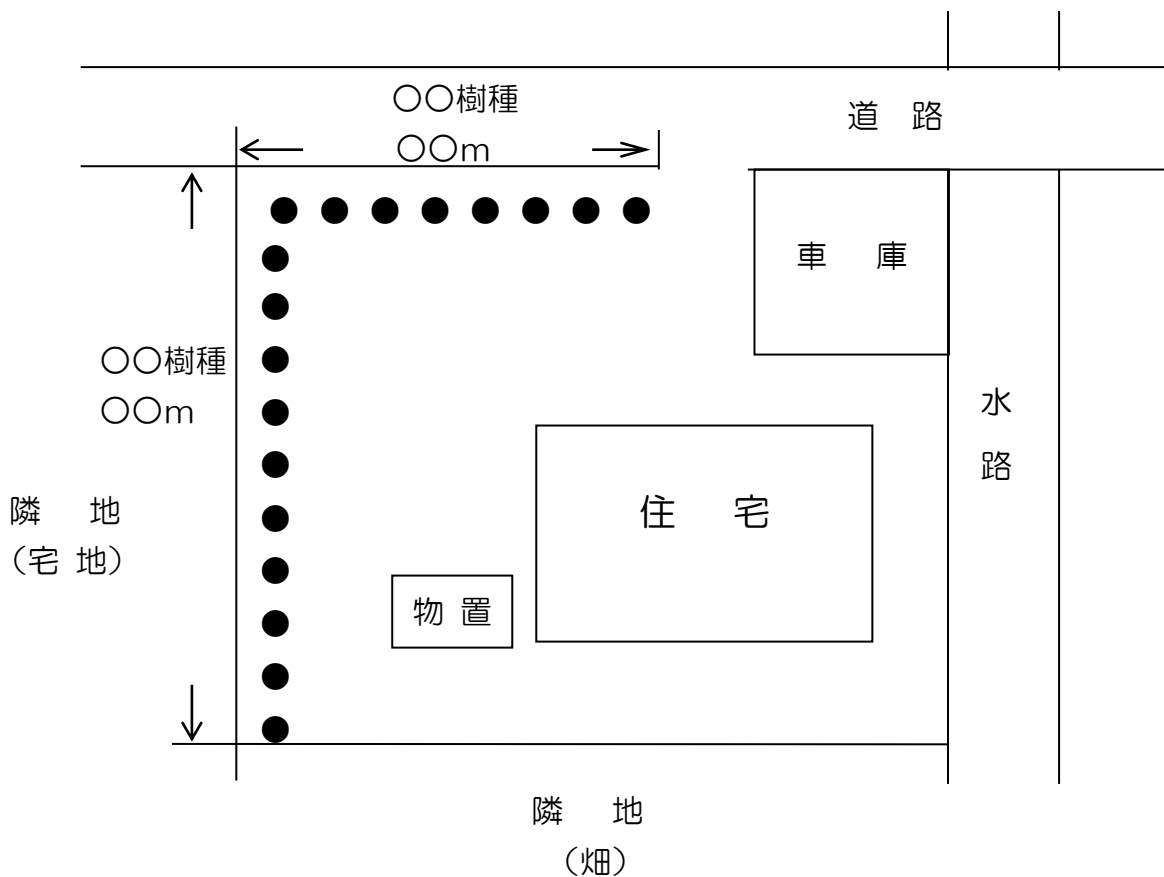 〇〇樹種
〇〇m
道 路
車 庫
〇〇樹種
〇〇m
水
路
隣 地
(宅 地)
住 宅
物 置
隣 地
(畑)